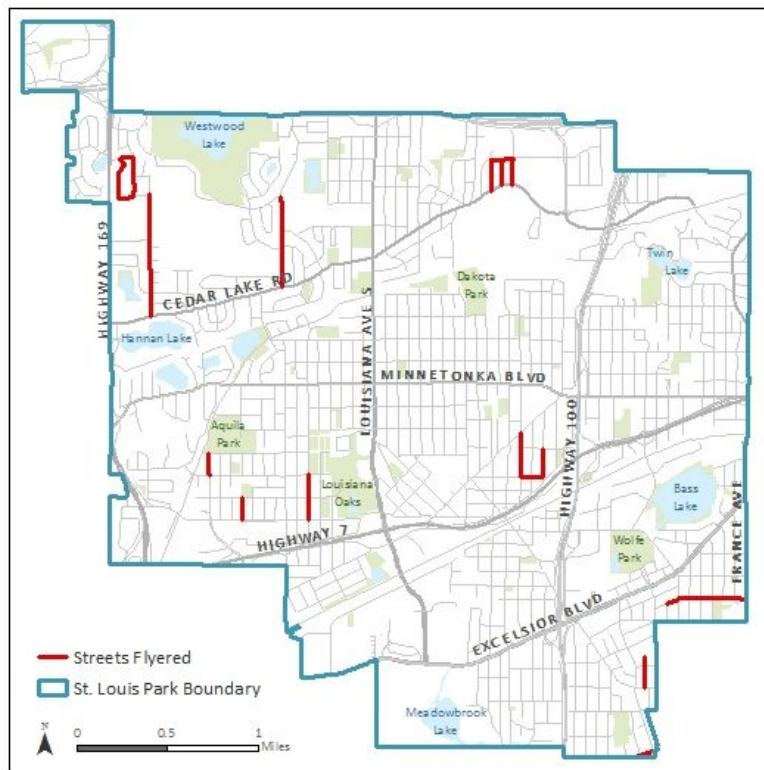 Westwood
Lake
HIGHWAY 169
CEDAR LAKE RD
Hannan Lake
LOUISIANA AVE S
Dakota
Park
Twin
Lake
MINNETONKA BLVD
HIGHWAY 100
Aquila
Park
Louisiana
Oaks
HIGHWAY 7
Bass
Lake
Wolfe
Park
FRANCE AVE
EXCELSIOR BLVD
Meadowbrook
Lake
Streets Flyered
St. Louis Park Boundary
N
0 0.5 1
Miles